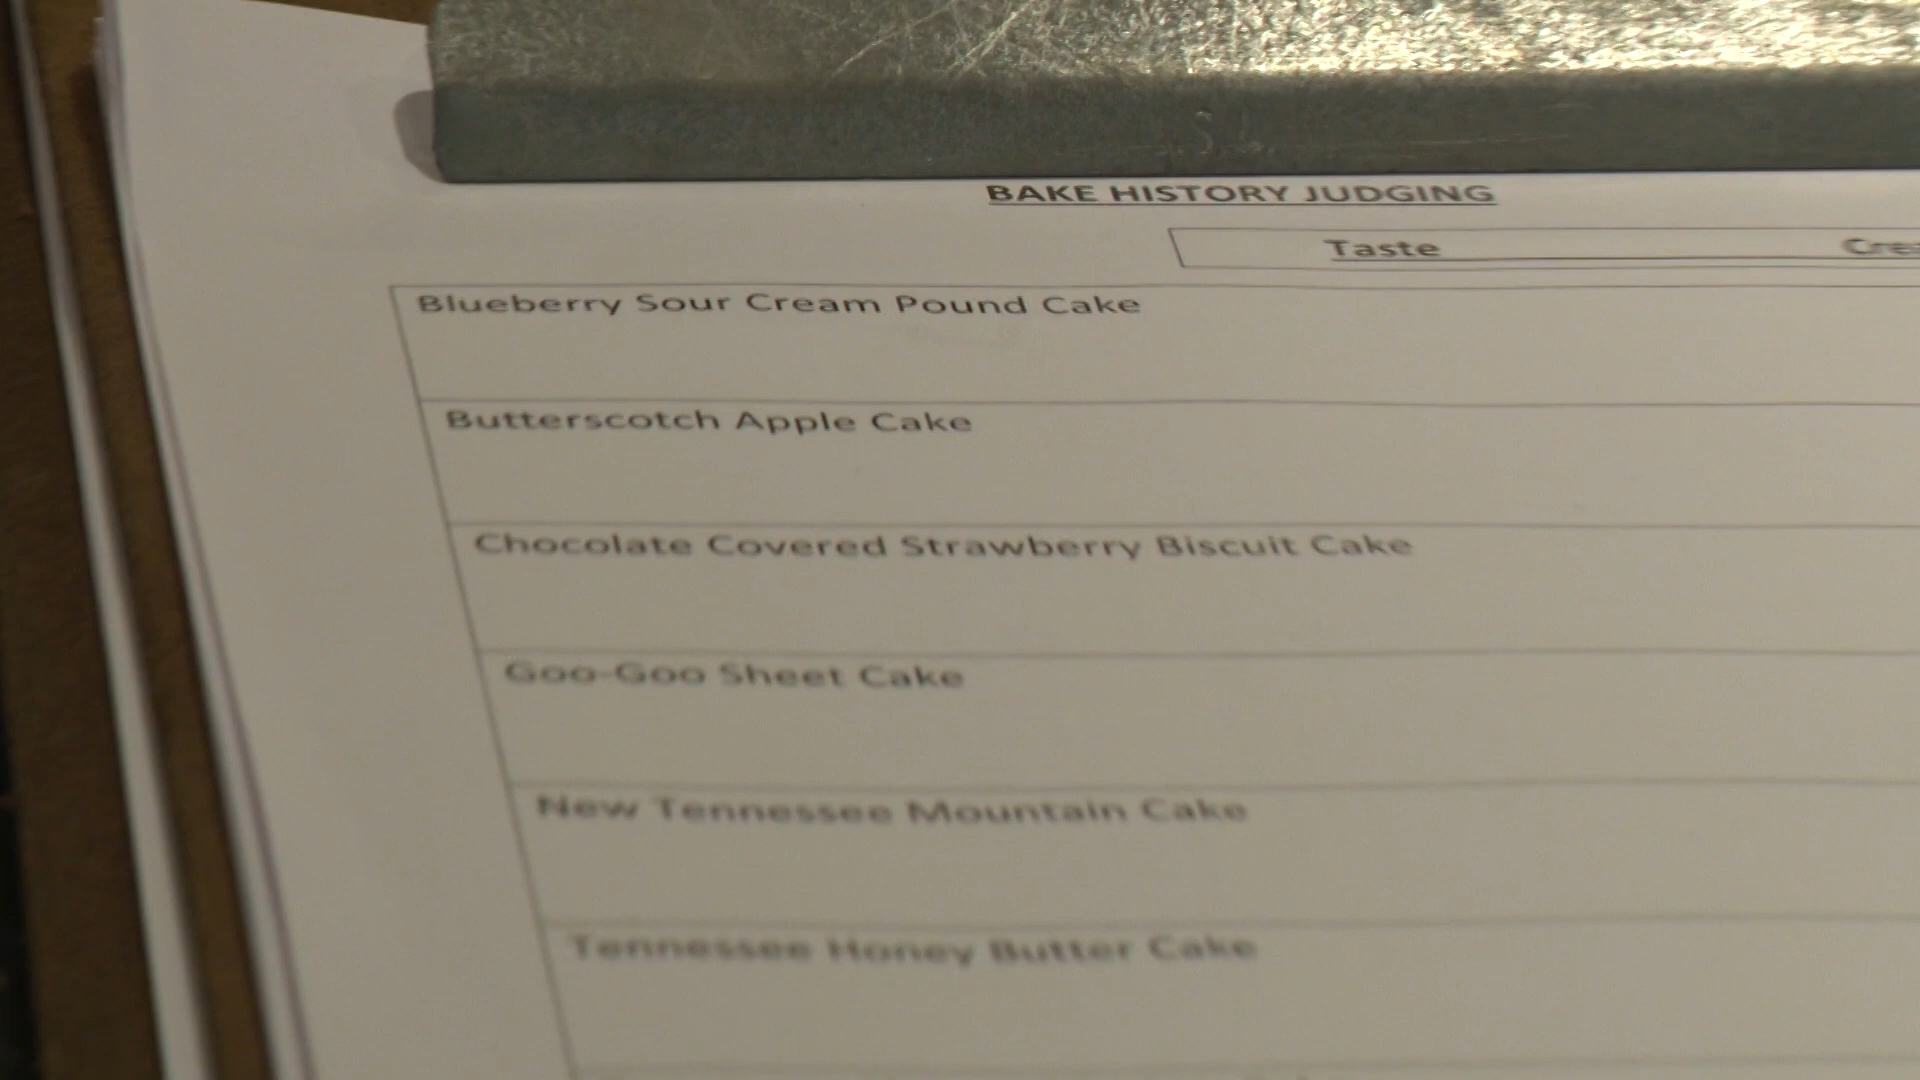 BAKE HISTORY JUDGING
Taste
Blueberry Sour Cream Pound Cake
Butterscotch Apple Cake
Chocolate Covered Strawberry Biscuit Cake
Goo-Goo Sheet Cake
New Tennessee Mountain Cake
Tennessee Honey Butter Cake